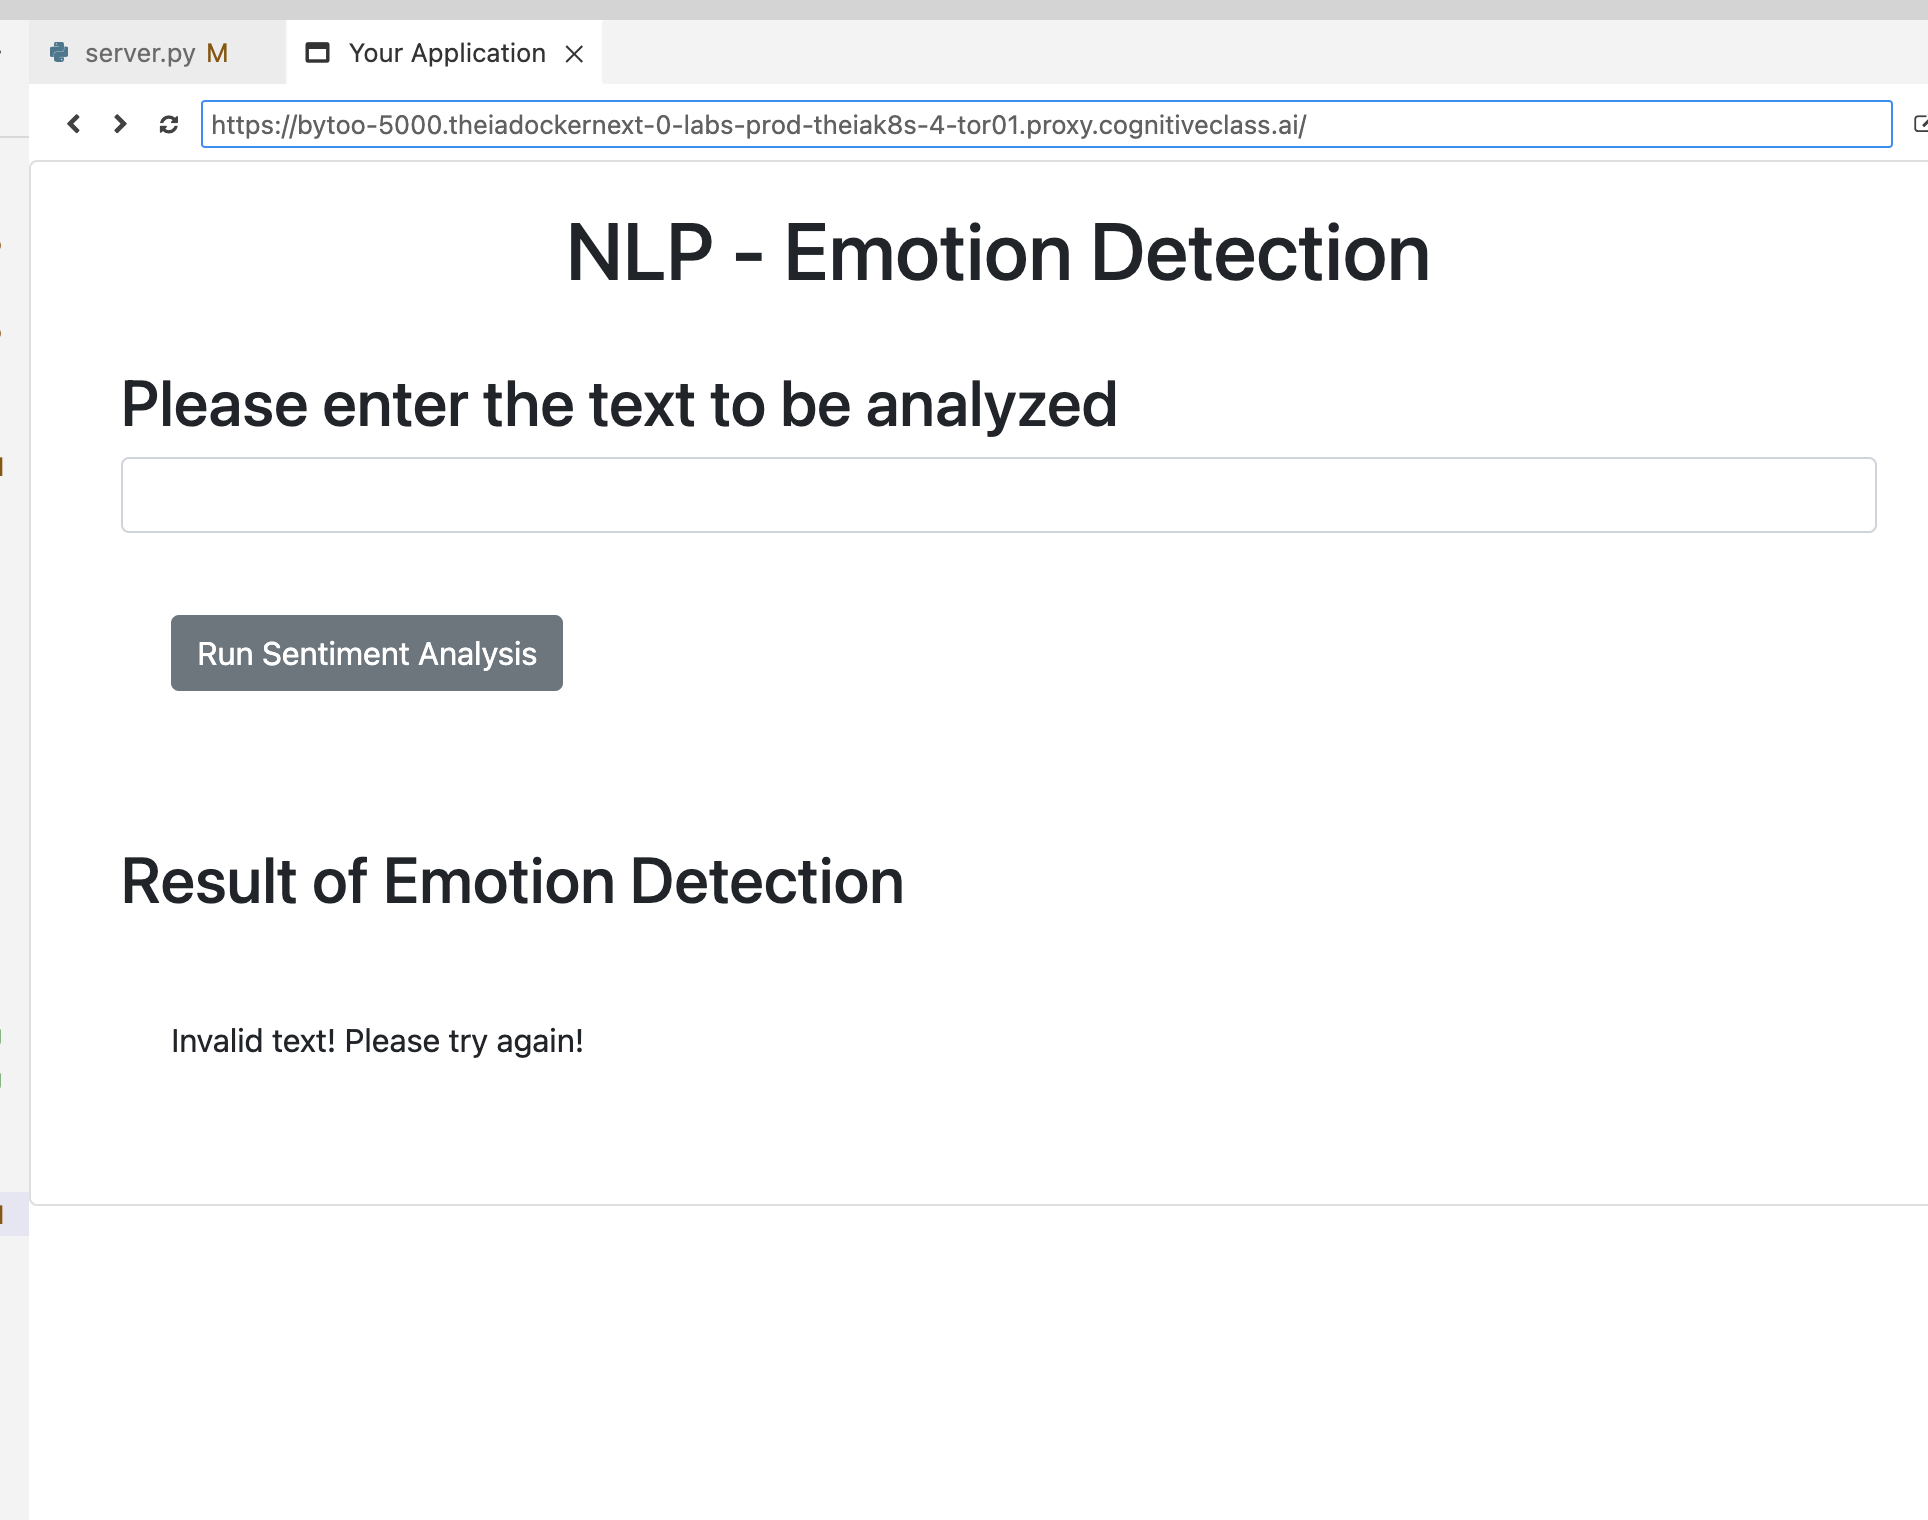 server.py M
Your Application
https://bytoo-5000.theiadockernext-0-labs-prod-theiak8s-4-tor01.proxy.cognitiveclass.ai/
NLP - Emotion Detection
Please enter the text to be analyzed
Run Sentiment Analysis
Result of Emotion Detection
Invalid text! Please try again!